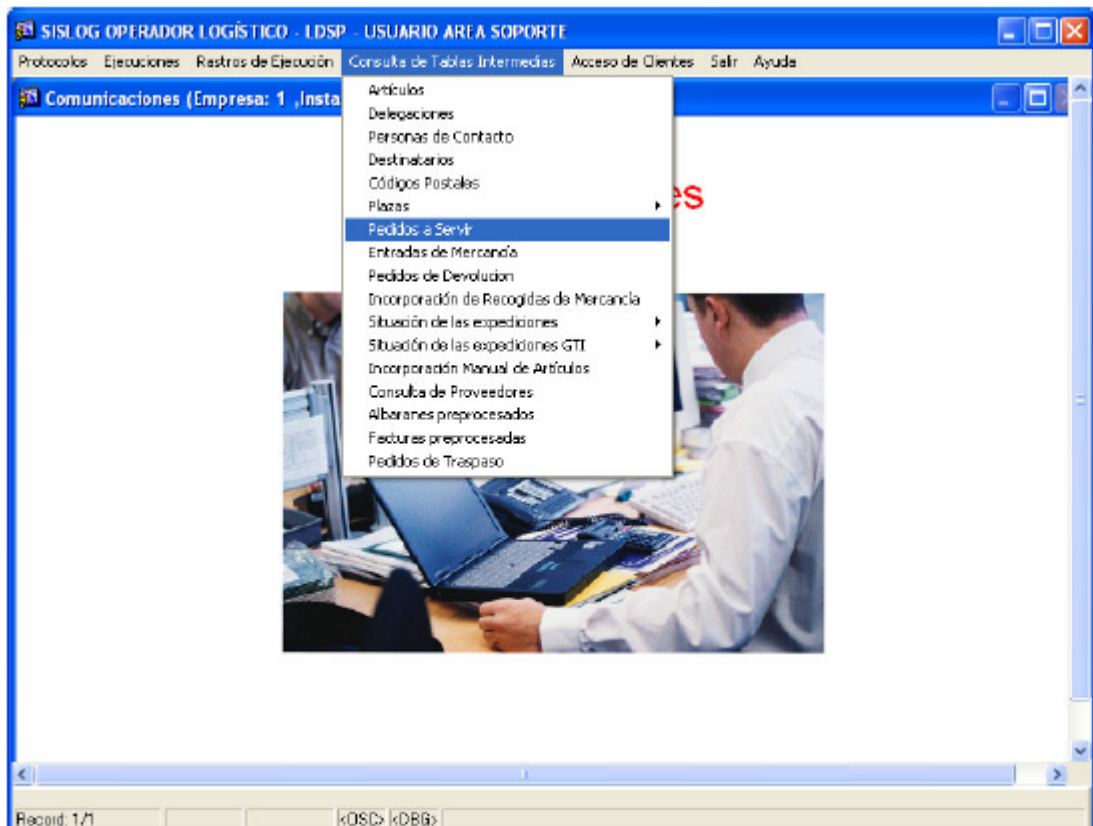 SISLOG OPERADOR LOGÍSTICO - LDSP - USUARIO AREA SOPORTE
Protocolos Ejecuciones Rastros de Ejecución Consulta de Tablas Intermedias Acceso de Clientes Salir Ayuda
Comunicaciones (Empresa: 1 ,Insta
Artículos
Delegaciones
Personas de Contacto
Destinatarios
Códigos Postales
Plazas
es
Pedidos a Servir
Entradas de Mercancía
Pedidos de Devolucion
Incorporación de Recogidas de Mercancia
Situación de las expediciones
Situación de las expediciones GTI
Incorporación Manual de Artículos
Consulta de Proveedores
Albaranes preprocesados
Facturas preprocesadas
Pedidos de Traspaso
Record: 1/1 <OSC> <DBG>